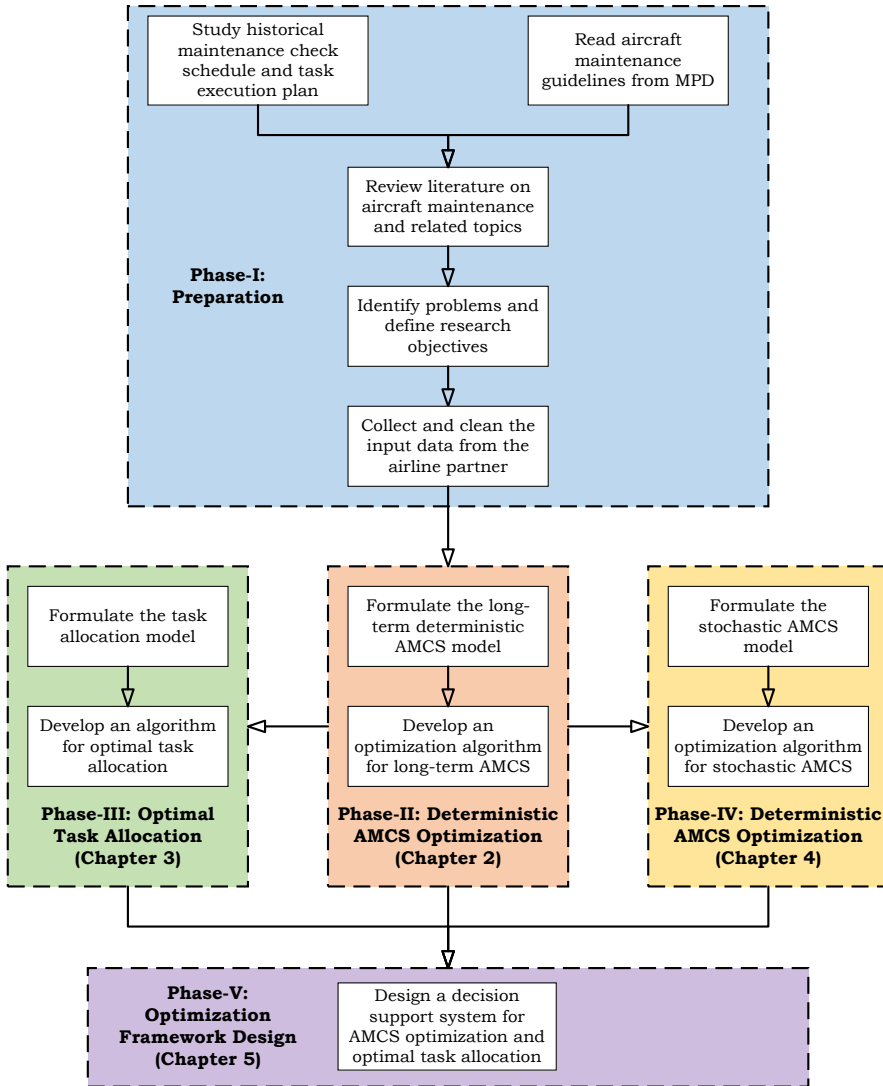 Study historical
maintenance check
schedule and task
execution plan
Read aircraft
maintenance
guidelines from MPD
Review literature on
aircraft maintenance
and related topics
Phase-I:
Preparation
Identify problems and
define research
objectives
Collect and clean the
input data from the
airline partner
Formulate the task
allocation model
Develop an algorithm
for optimal task
allocation
Phase-III: Optimal
Task Allocation
(Chapter 3)
Formulate the long-
term deterministic
AMCS model
Develop an
optimization algorithm
for long-term AMCS
Phase-II: Deterministic
AMCS Optimization
(Chapter 2)
Formulate the
stochastic AMCS
model
Develop an
optimization algorithm
for stochastic AMCS
Phase-IV: Deterministic
AMCS Optimization
(Chapter 4)
Phase-V:
Optimization
Framework Design
(Chapter 5)
Design a decision
support system for
AMCS optimization and
optimal task allocation